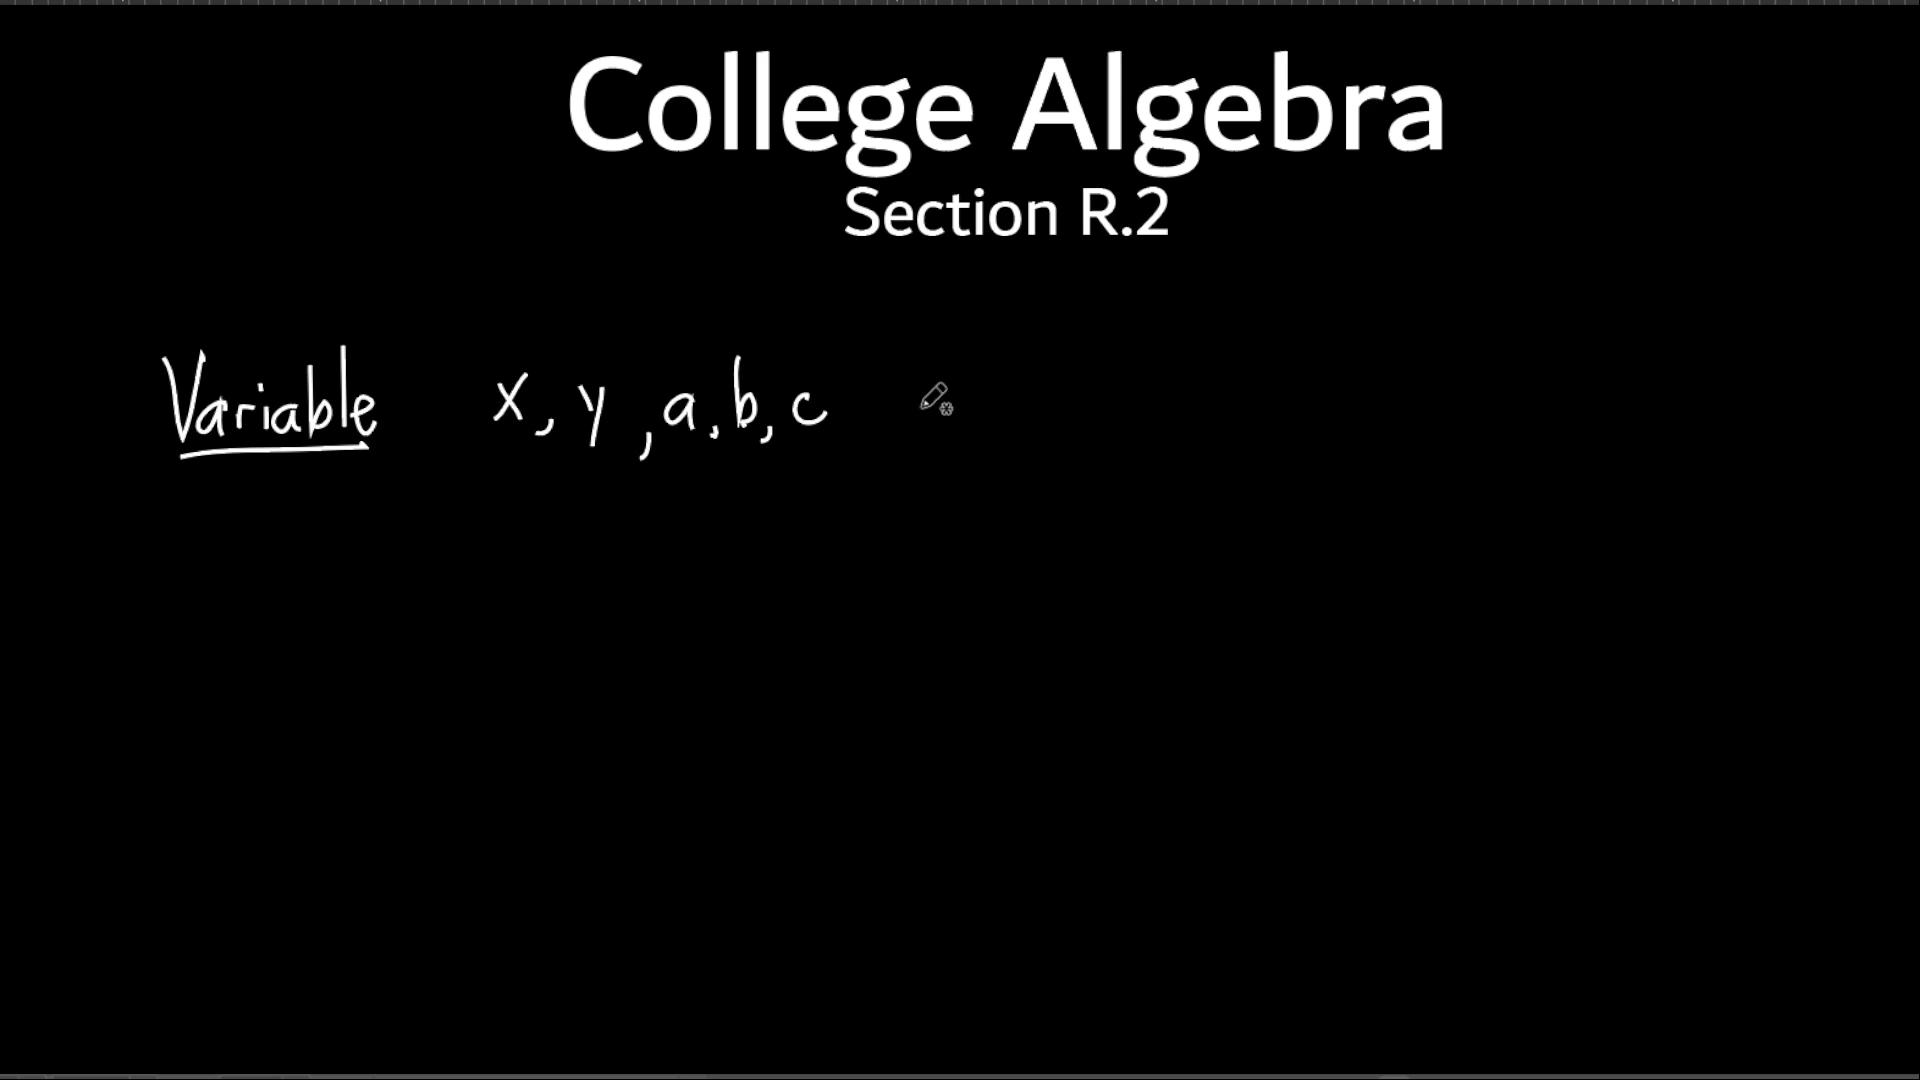 College Algebra
Section R.2
Variable x, y, a, b, c